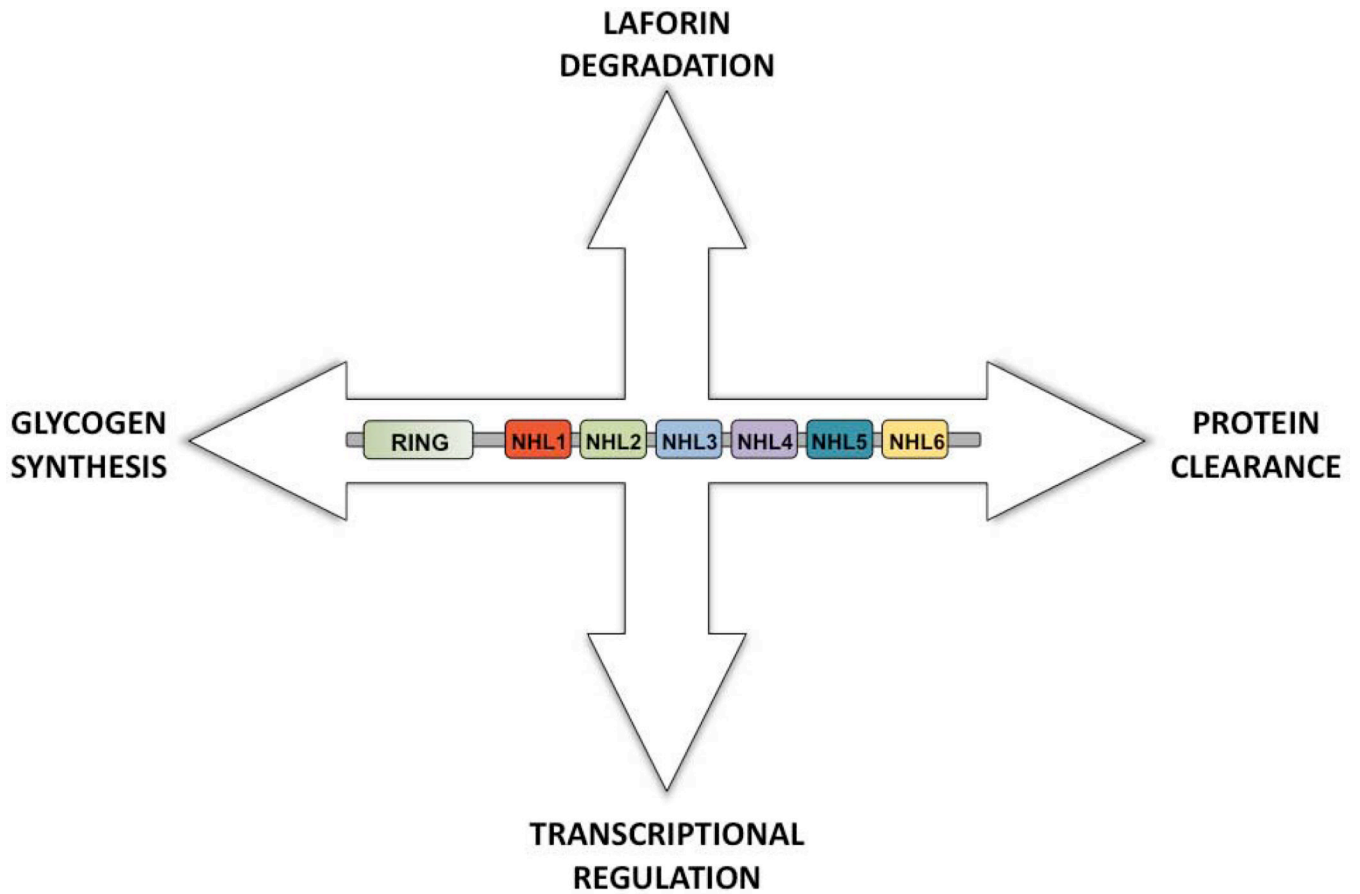 LAFORIN
DEGRADATION
GLYCOGEN
SYNTHESIS
RING
NHL1
NHL2
NHL3
NHL4
NHL5
NHL6
PROTEIN
CLEARANCE
TRANSCRIPTIONAL
REGULATION